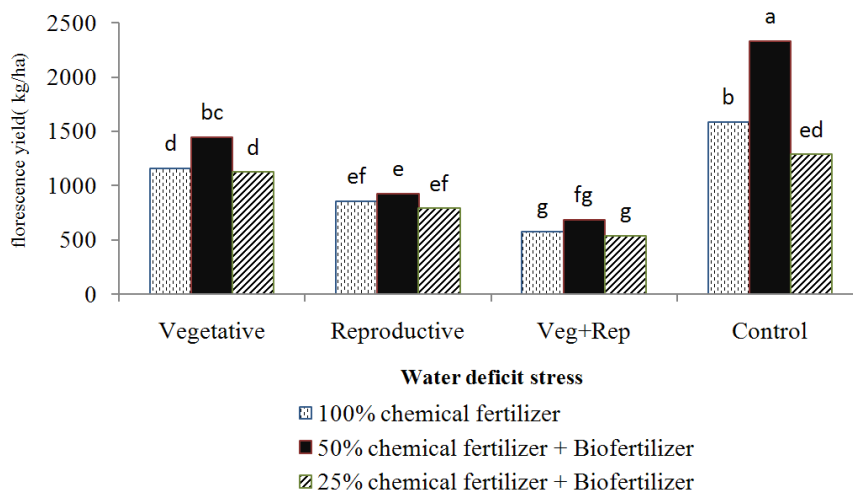 florescence yield( kg/ha)
2500
2000
1500
1000
500
0
d bc d
ef e ef
g fg g
b a ed
Vegetative Reproductive Veg+Rep Control
Water deficit stress
100% chemical fertilizer
50% chemical fertilizer + Biofertilizer
25% chemical fertilizer + Biofertilizer